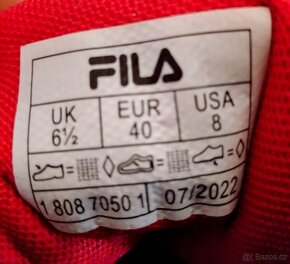 FILA
UK EUR USA
6½ 40 8
1 808 7050 1 07/2022
Bazos.cz